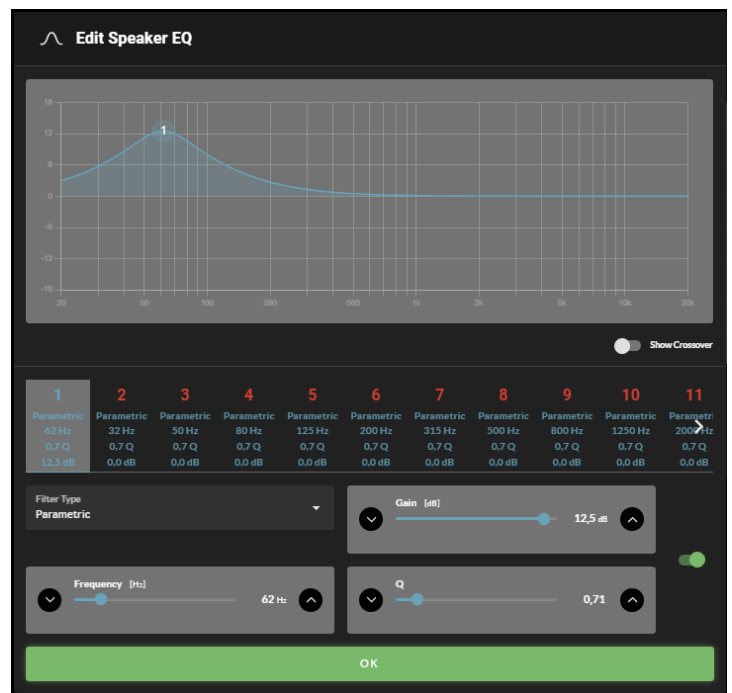 Edit Speaker EQ
18
12
6
0
-6
-12
-18
1
20 50 100 200 500 1k 2k 5k 10k 20k
Show Crossover
1 2 3 4 5 6 7 8 9 10 11
Parametric Parametric Parametric Parametric Parametric Parametric Parametric Parametric Parametric Parametric Parametri
62 Hz 32 Hz 50 Hz 80 Hz 125 Hz 200 Hz 315 Hz 500 Hz 800 Hz 1250 Hz 2000 Hz
0,7 Q 0,7 Q 0,7 Q 0,7 Q 0,7 Q 0,7 Q 0,7 Q 0,7 Q 0,7 Q 0,7 Q 0,7 Q
12,5 dB 0,0 dB 0,0 dB 0,0 dB 0,0 dB 0,0 dB 0,0 dB 0,0 dB 0,0 dB 0,0 dB 0,0 dB
Filter Type
Parametric
Gain [dB]
12,5 dB
Frequency [Hz]
62 Hz
Q
0,71
OK